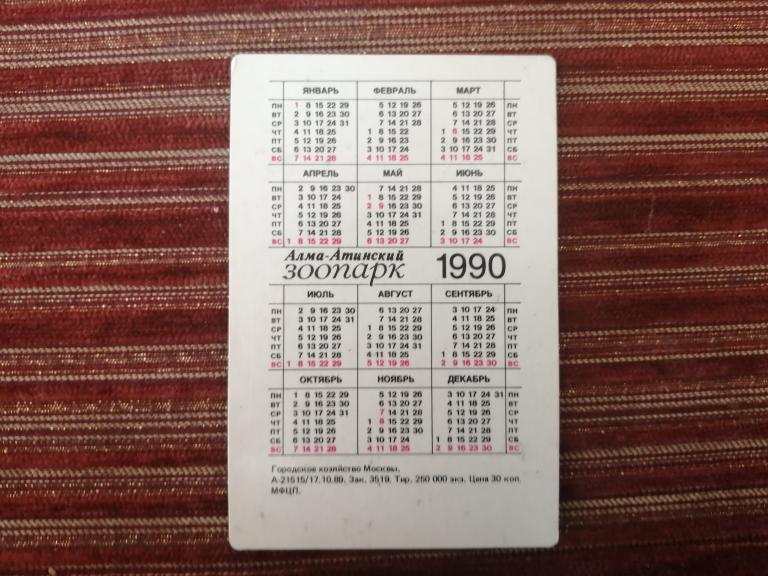 ЯНВАРЬ ФЕВРАЛЬ МАРТ
ПН 1 8 15 22 29 5 12 19 26 5 12 19 26 ПН
ВТ 2 9 16 23 30 6 13 20 27 6 13 20 27 ВТ
СР 3 10 17 24 31 7 14 21 28 7 14 21 28 СР
ЧТ 4 11 18 25 1 8 15 22 1 8 15 22 29 ЧТ
ПТ 5 12 19 26 2 9 16 23 2 9 16 23 30 ПТ
СБ 6 13 20 27 3 10 17 24 3 10 17 24 31 СБ
ВС 7 14 21 28 4 11 18 25 4 11 18 25 ВС
АПРЕЛЬ МАЙ ИЮНЬ
ПН 2 9 16 23 30 7 14 21 28 4 11 18 25 ПН
ВТ 3 10 17 24 1 8 15 22 29 5 12 19 26 ВТ
СР 4 11 18 25 2 9 16 23 30 6 13 20 27 СР
ЧТ 5 12 19 26 3 10 17 24 31 7 14 21 28 ЧТ
ПТ 6 13 20 27 4 11 18 25 1 8 15 22 29 ПТ
СБ 7 14 21 28 5 12 19 26 2 9 16 23 30 СБ
ВС 1 8 15 22 29 6 13 20 27 3 10 17 24 ВС
Алма-Атинский
зоопарк 1990
ИЮЛЬ АВГУСТ СЕНТЯБРЬ
ПН 2 9 16 23 30 6 13 20 27 3 10 17 24 ПН
ВТ 3 10 17 24 31 7 14 21 28 4 11 18 25 ВТ
СР 4 11 18 25 1 8 15 22 29 5 12 19 26 СР
ЧТ 5 12 19 26 2 9 16 23 30 6 13 20 27 ЧТ
ПТ 6 13 20 27 3 10 17 24 31 7 14 21 28 ПТ
СБ 7 14 21 28 4 11 18 25 1 8 15 22 29 СБ
ВС 1 8 15 22 29 5 12 19 26 2 9 16 23 30 ВС
ОКТЯБРЬ НОЯБРЬ ДЕКАБРЬ
ПН 1 8 15 22 29 5 12 19 26 3 10 17 24 31 ПН
ВТ 2 9 16 23 30 6 13 20 27 4 11 18 25 ВТ
СР 3 10 17 24 31 7 14 21 28 5 12 19 26 СР
ЧТ 4 11 18 25 1 8 15 22 29 6 13 20 27 ЧТ
ПТ 5 12 19 26 2 9 16 23 30 7 14 21 28 ПТ
СБ 6 13 20 27 3 10 17 24 1 8 15 22 29 СБ
ВС 7 14 21 28 4 11 18 25 2 9 16 23 30 ВС
Городское хозяйство Москвы.
А-21515/17.10.89. Зак. 3519. Тир. 250 000 экз. Цена 30 коп.
МФЦП.